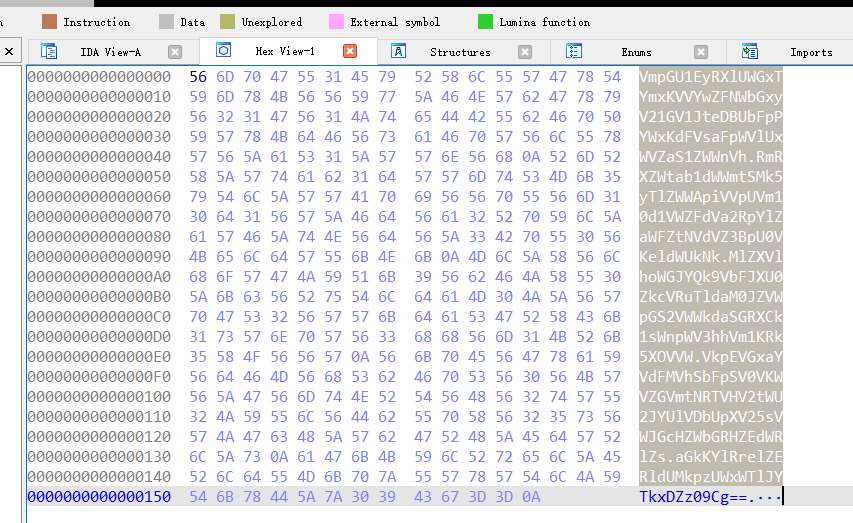 n Instruction Data Unexplored External symbol Lumina function
IDA View-A Hex View-1 Structures Enums Imports
0000000000000000 56 6D 70 47 55 31 45 79 52 58 6C 55 57 47 78 54 VmpGU1EyRXlUWGxT
0000000000000010 59 6D 78 4B 56 56 59 77 5A 46 4E 57 62 47 78 79 YmxKVVYwZFNWbGxy
0000000000000020 56 32 31 47 56 31 4A 74 65 44 42 55 62 46 70 50 V21GV1JteDBUbFpP
0000000000000030 59 57 78 4B 64 46 56 73 61 46 70 57 56 6C 55 78 YWxKdFVsaFpWVlUx
0000000000000040 57 56 5A 61 53 31 5A 57 57 6E 56 68 0A 52 6D 52 WVZaS1ZWWnVh.RmR
0000000000000050 58 5A 57 74 61 62 31 64 57 57 6D 74 53 4D 6B 35 XZWtab1dWWmtSMk5
0000000000000060 79 54 6C 5A 57 57 41 70 69 56 56 70 55 56 6D 31 yTlZWWApiVVpUVm1
0000000000000070 30 64 31 56 57 5A 46 64 56 61 32 52 70 59 6C 5A 0d1VWZFdVa2RpYlZ
0000000000000080 61 57 46 5A 74 4E 56 64 56 5A 33 42 70 55 30 56 aWFZtNVdVZ3BpU0V
0000000000000090 4B 65 6C 64 57 55 6B 4E 6B 0A 4D 6C 5A 58 56 6C KeldWUkNk.MlZXVl
00000000000000A0 68 6F 57 47 4A 59 51 6B 39 56 62 46 4A 58 55 30 hoWGJYQk9VbFJXU0
00000000000000B0 5A 6B 63 56 52 75 54 6C 64 61 4D 30 4A 5A 56 57 ZkcVRuTldaM0JZVW
00000000000000C0 70 47 53 32 56 57 57 6B 64 61 53 47 52 58 43 6B pGS2VWWkdaSGRXCk
00000000000000D0 31 73 57 6E 70 57 56 33 68 68 56 6D 31 4B 52 6B 1sWnpWV3hhVm1KRk
00000000000000E0 35 58 4F 56 56 57 0A 56 6B 70 45 56 47 78 61 59 5XOVVW.VkpEVGxaY
00000000000000F0 56 64 46 4D 56 68 53 62 46 70 53 56 30 56 4B 57 VdFMVhSbFpSV0VKW
0000000000000100 56 5A 47 56 6D 74 4E 52 54 56 48 56 32 74 57 55 VZGVmtNRTVHV2tWU
0000000000000110 32 4A 59 55 6C 56 44 62 55 70 58 56 32 35 73 56 2JYUlVDbUpXV25sV
0000000000000120 57 4A 47 63 48 5A 57 62 47 52 48 5A 45 64 57 52 WJGcHZWbGRHZEdWR
0000000000000130 6C 5A 73 0A 61 47 6B 4B 59 6C 52 72 65 6C 5A 45 lZs.aGkKYlRrelZE
0000000000000140 52 6C 64 55 4D 6B 70 7A 55 57 78 57 54 6C 4A 59 RldUMkpzUWxWTlJY
0000000000000150 54 6B 78 44 5A 7A 30 39 43 67 3D 3D 0A TkxDZz09Cg==....